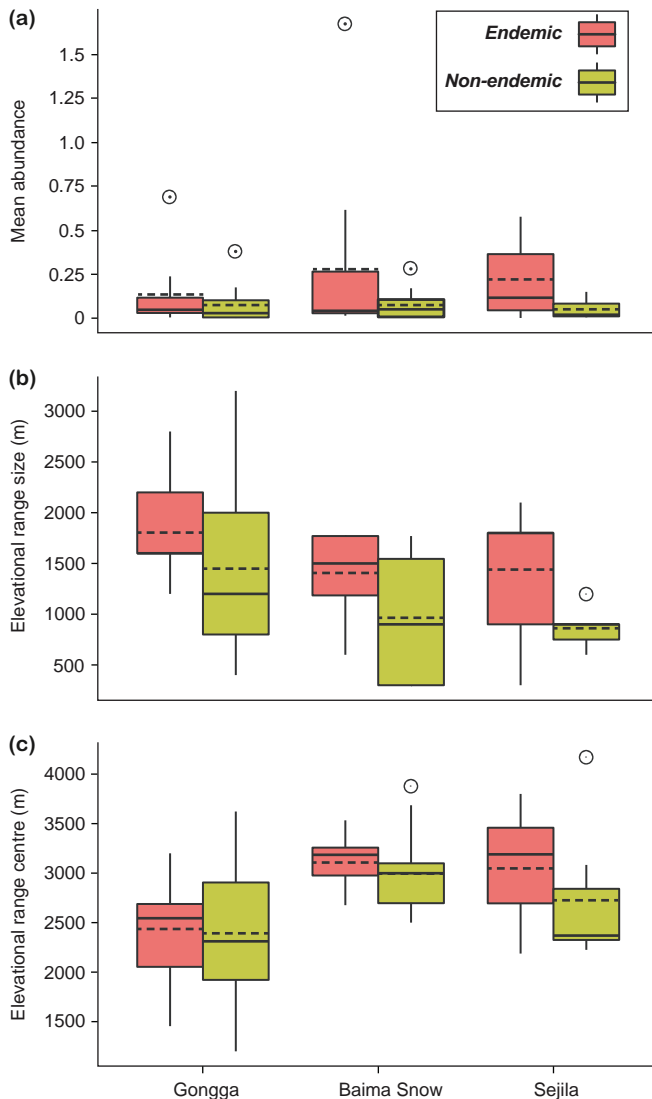 (a)
Endemic
Non-endemic
Mean abundance
1.5
1.25
1.0
0.75
0.5
0.25
0
(b)
Elevational range size (m)
3000
2500
2000
1500
1000
500
(c)
Elevational range centre (m)
4000
3500
3000
2500
2000
1500
Gongga
Baima Snow
Sejila